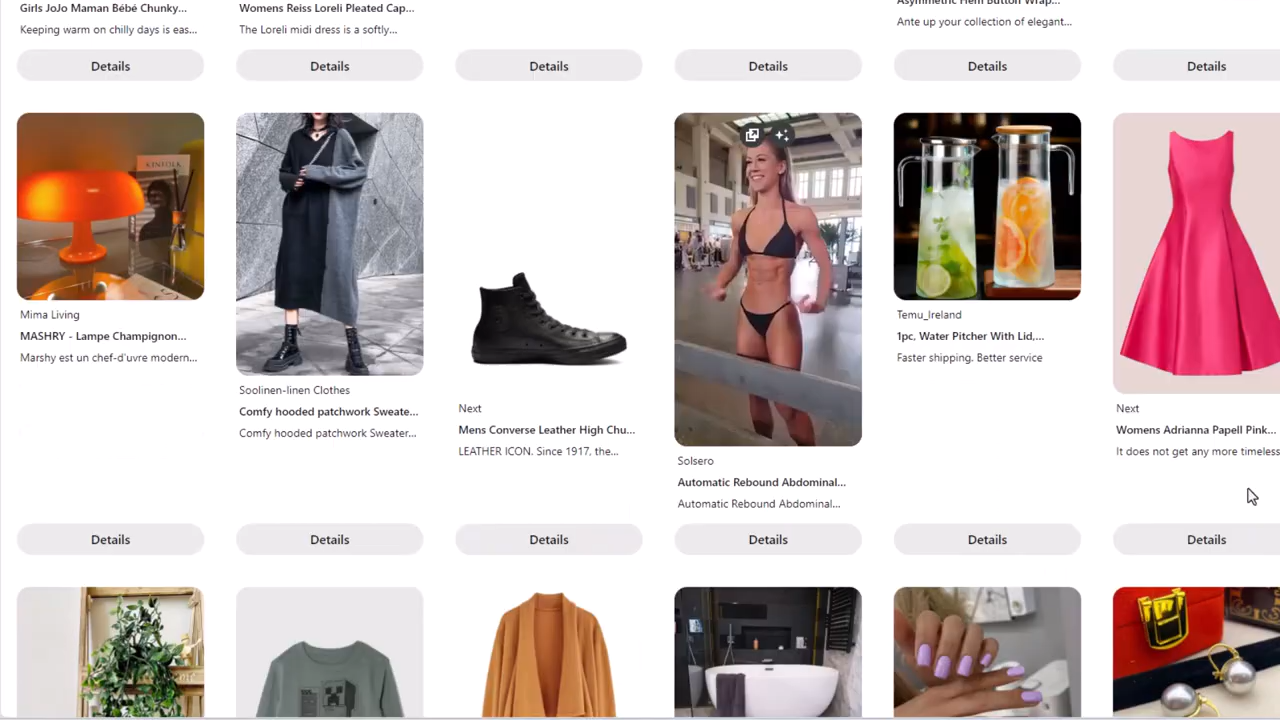 Girls JoJo Maman Bébé Chunky...
Keeping warm on chilly days is eas...
Details
Womens Reiss Loreli Pleated Cap...
The Loreli midi dress is a softly...
Details
Details
Details
Asymmetric Hem Button Wrap...
Ante up your collection of elegant...
Details
Details
KINFOLK
Mima Living
MASHRY - Lampe Champignon...
Marshy est un chef-d'uvre modern...
Details
Soolinen-linen Clothes
Comfy hooded patchwork Sweate...
Comfy hooded patchwork Sweater...
Details
Next
Mens Converse Leather High Chu...
LEATHER ICON. Since 1917, the...
Details
Solsero
Automatic Rebound Abdominal...
Automatic Rebound Abdominal...
Details
Temu_Ireland
1pc, Water Pitcher With Lid,...
Faster shipping. Better service
Details
Next
Womens Adrianna Papell Pink...
It does not get any more timeless
Details